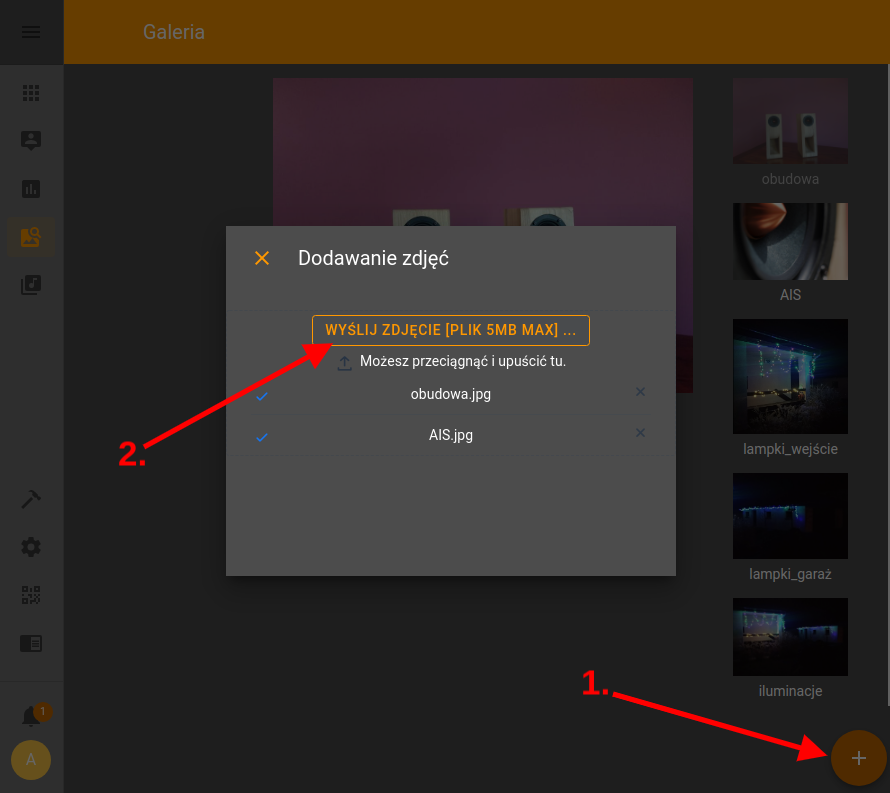 Galeria
obudowa
AIS
Dodawanie zdjęć
WYŚLIJ ZDJĘCIE [PLIK 5MB MAX] ...
Możesz przeciągnąć i upuścić tu.
obudowa.jpg
AIS.jpg
2.
lampki_wejście
lampki_garaż
iluminacje
1.
1
A